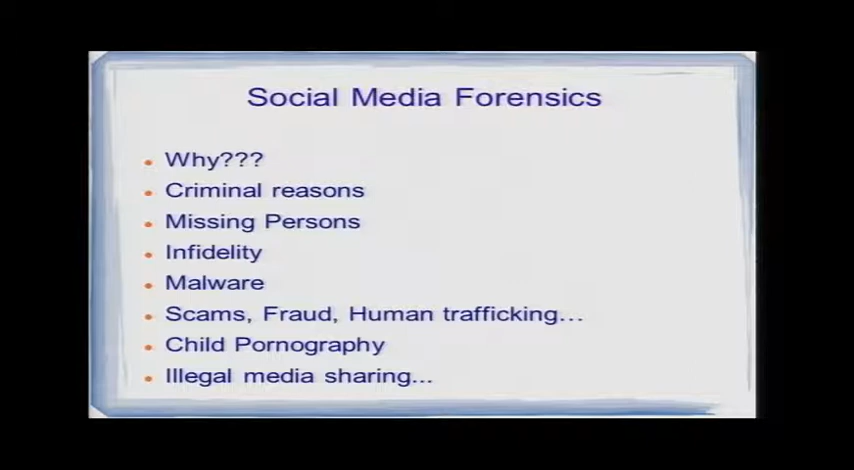 Social Media Forensics
• Why???
• Criminal reasons
• Missing Persons
• Infidelity
• Malware
• Scams, Fraud, Human trafficking...
• Child Pornography
• Illegal media sharing...